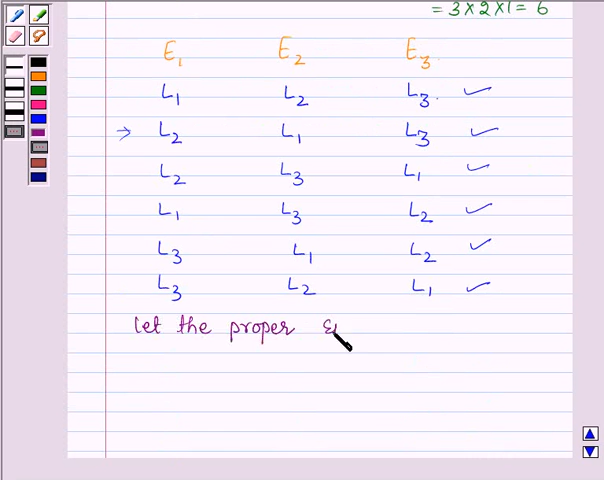 = 3 × 2 × 1 = 6
E₁ E₂ E₃
L₁ L₂ L₃ ✓
→ L₂ L₁ L₃ ✓
L₂ L₃ L₁ ✓
L₁ L₃ L₂ ✓
L₃ L₁ L₂ ✓
L₃ L₂ L₁ ✓
Let the proper